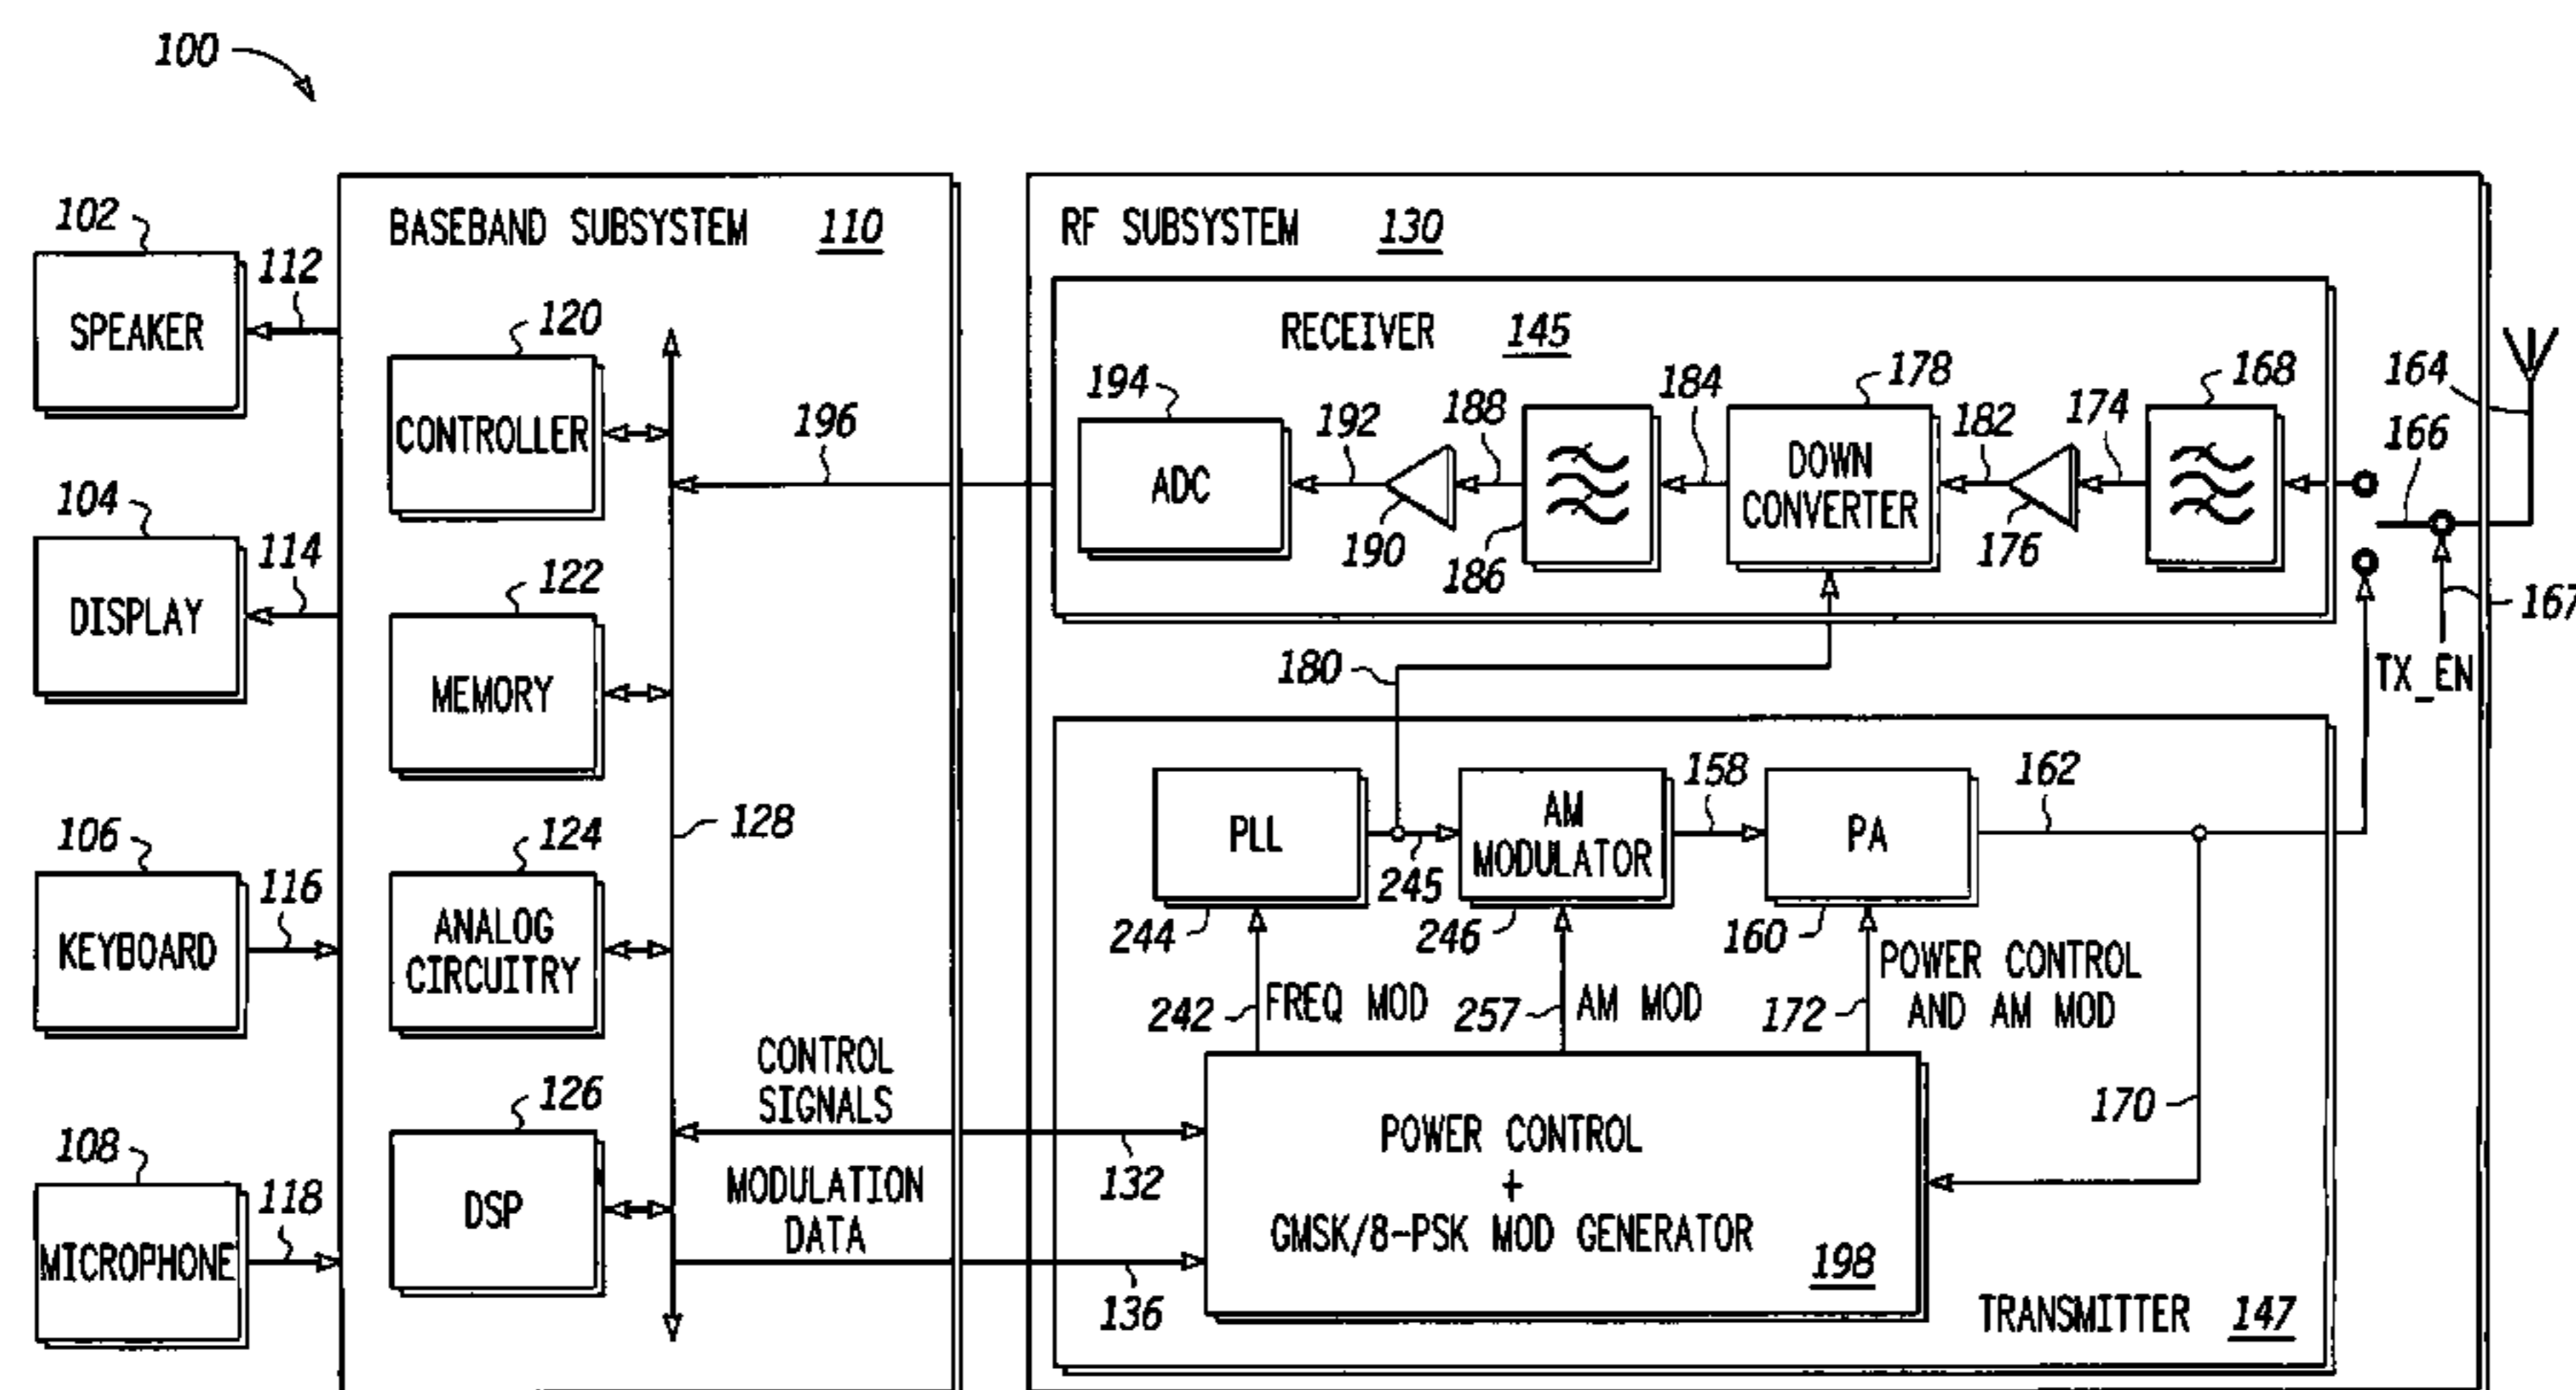 100
102
SPEAKER
112
104
DISPLAY
114
106
KEYBOARD
116
108
MICROPHONE
118
BASEBAND SUBSYSTEM 110
120
CONTROLLER
122
MEMORY
124
ANALOG
CIRCUITRY
126
DSP
128
196
CONTROL
SIGNALS
132
MODULATION
DATA
136
RF SUBSYSTEM 130
RECEIVER 145
194
ADC
192
190
188
186
184
178
DOWN
CONVERTER
182
176
174
168
164
166
167
TX_EN
180
PLL
244
245
AM
MODULATOR
246
158
PA
160
162
242
FREQ MOD
257
AM MOD
172
POWER CONTROL
AND AM MOD
170
POWER CONTROL
+
GMSK/8-PSK MOD GENERATOR
198
TRANSMITTER 147